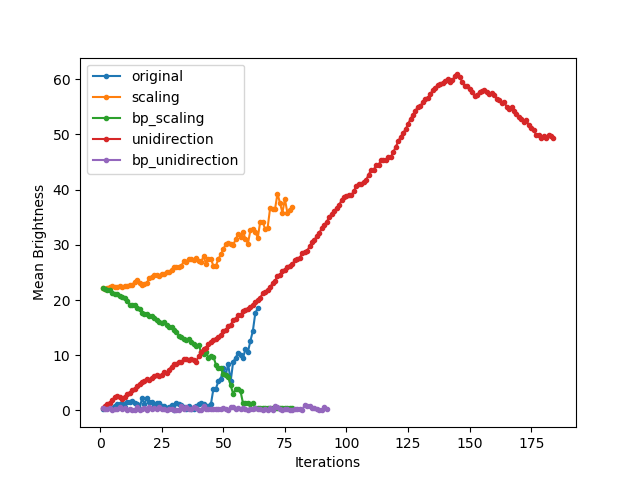 original
scaling
bp_scaling
unidirection
bp_unidirection
Mean Brightness
60
50
40
30
20
10
0
0 25 50 75 100 125 150 175
Iterations